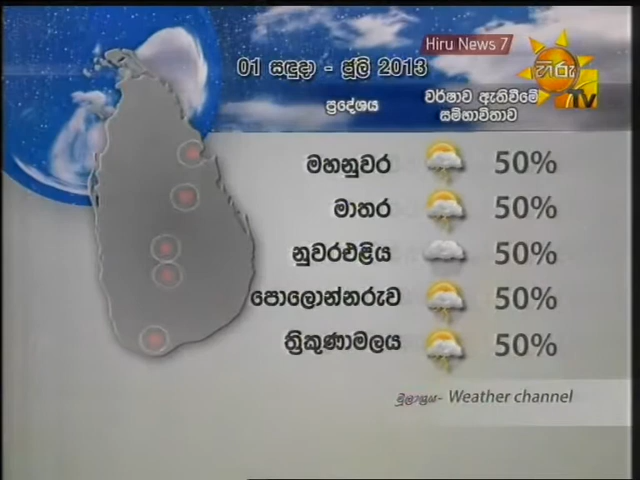 Hiru News 7
හිරු
TV
01 සඳුදා - ජූලි 2013
ප්‍රදේශය
වර්ෂාව ඇතිවීමේ
සම්භාවිතාව
මහනුවර 50%
මාතර 50%
නුවරඑළිය 50%
පොලොන්නරුව 50%
ත්‍රිකුණාමලය 50%
මූලාශ්‍රය- Weather channel